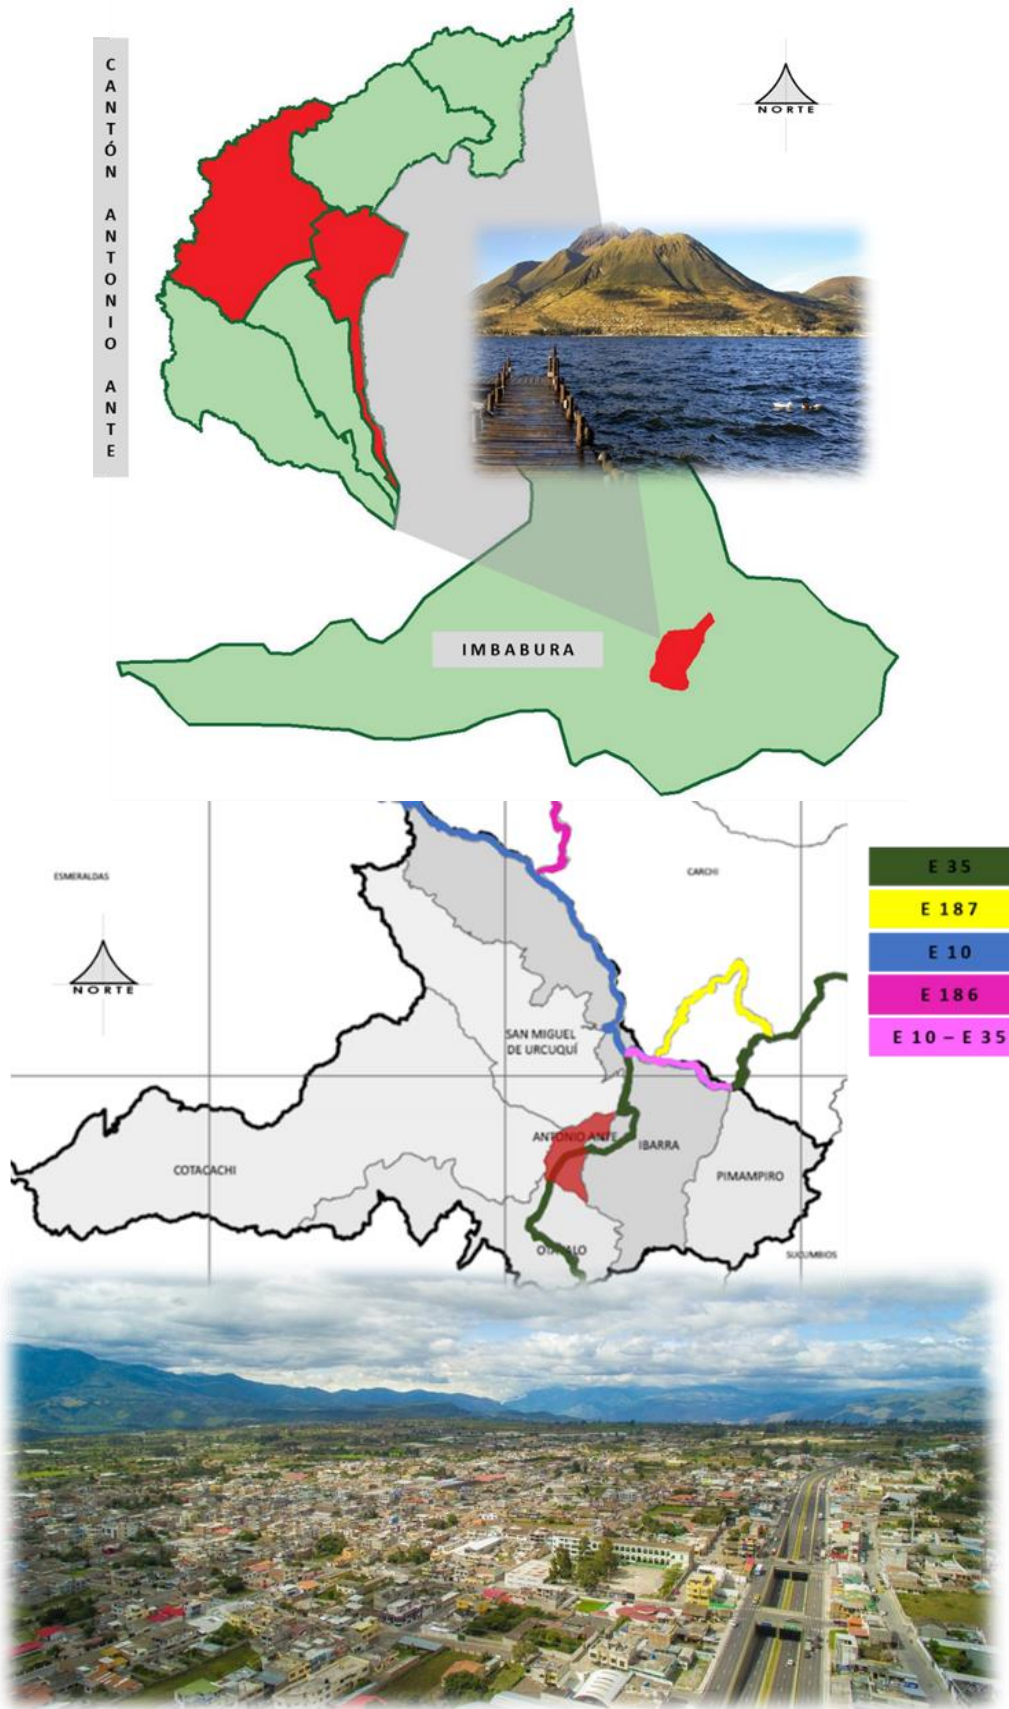 CANTÓN ANTONIO ANTE
NORTE
IMBABURA
ESMERALDAS
CARCHI
NORTE
SAN MIGUEL
DE URCUQUÍ
ANTONIO ANTE
IBARRA
COTACACHI
PIMAMPIRO
OTAVALO
SUCUMBIOS
E 35
E 187
E 10
E 186
E 10 – E 35